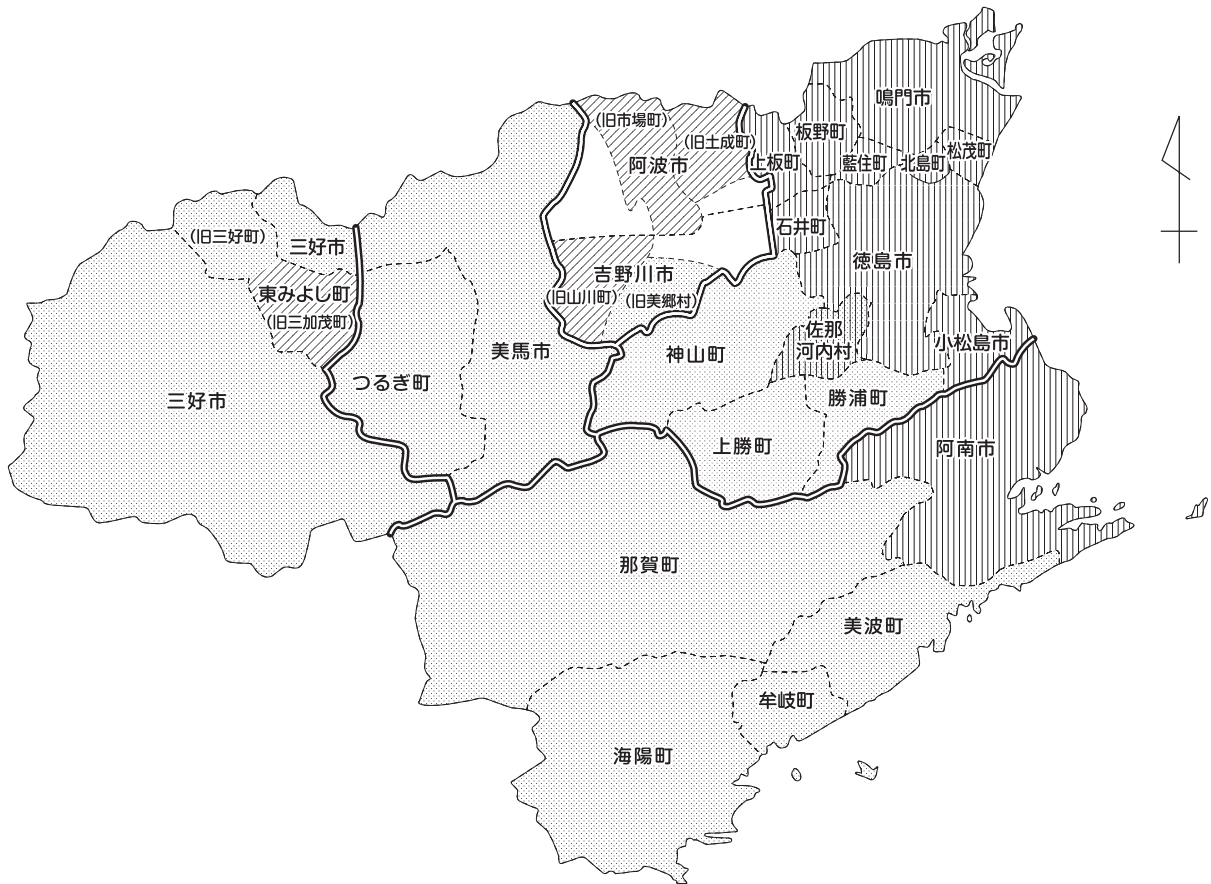 鳴門市
(旧市場町)
板野町
(旧土成町)
阿波市
上板町
藍住町
北島町
松茂町
石井町
(旧三好町)
三好市
徳島市
吉野川市
東みよし町
(旧山川町)
(旧美郷村)
(旧三加茂町)
佐那
河内村
小松島市
美馬市
神山町
つるぎ町
三好市
勝浦町
上勝町
阿南市
那賀町
美波町
牟岐町
海陽町